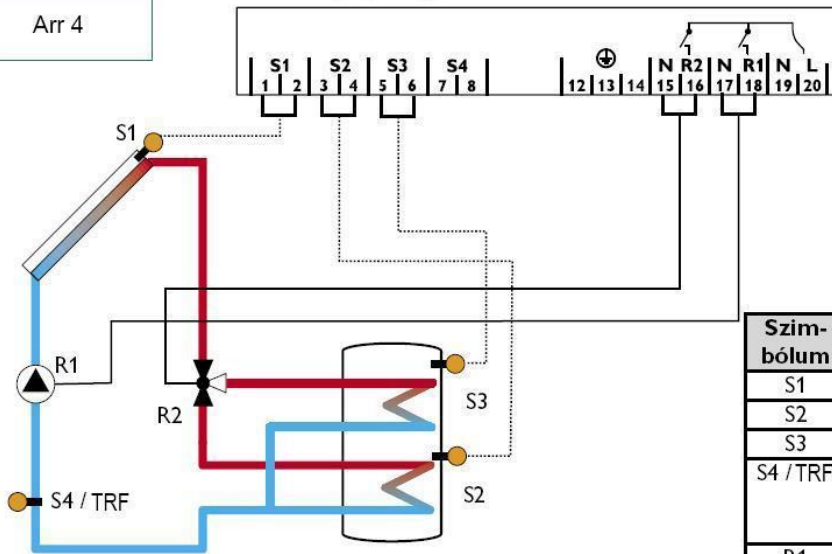 Arr 4
S1 S2 S3 S4
1 2 3 4 5 6 7 8
N R2 N R1 N L
12 13 14 15 16 17 18 19 20
S1
R1
R2
S3
S2
S4 / TRF
Szim-
bólum
S1
S2
S3
S4 / TRF
R1